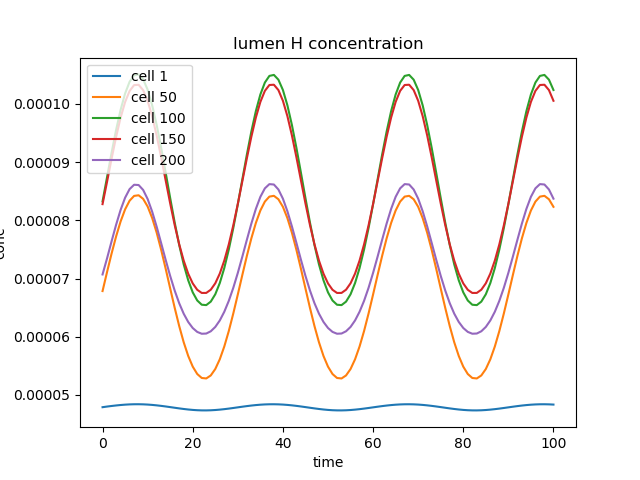 lumen H concentration
cell 1
cell 50
cell 100
cell 150
cell 200
0.00010
0.00009
0.00008
0.00007
0.00006
0.00005
conc
0 20 40 60 80 100
time